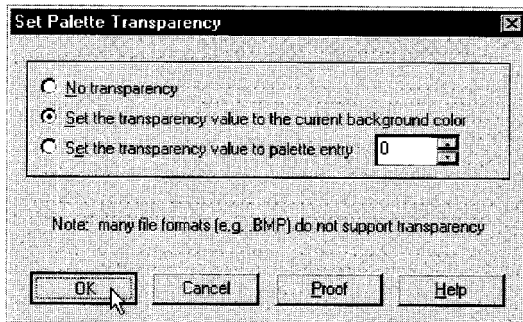 Set Palette Transparency
No transparency
Set the transparency value to the current background color
Set the transparency value to palette entry 0
Note: many file formats (e.g. .BMP) do not support transparency
OK Cancel Proof Help